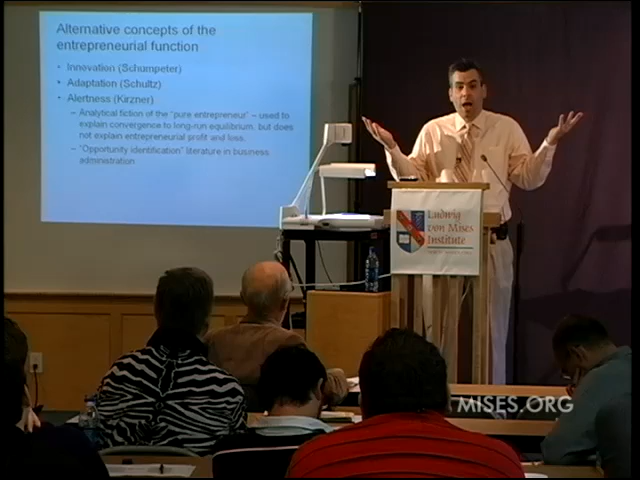 Alternative concepts of the
entrepreneurial function
• Innovation (Schumpeter)
• Adaptation (Schultz)
• Alertness (Kirzner)
– Analytical fiction of the "pure entrepreneur" – used to
explain convergence to long-run equilibrium, but does
not explain entrepreneurial profit and loss.
– "Opportunity identification" literature in business
administration
Ludwig
von Mises
Institute
MISES.ORG